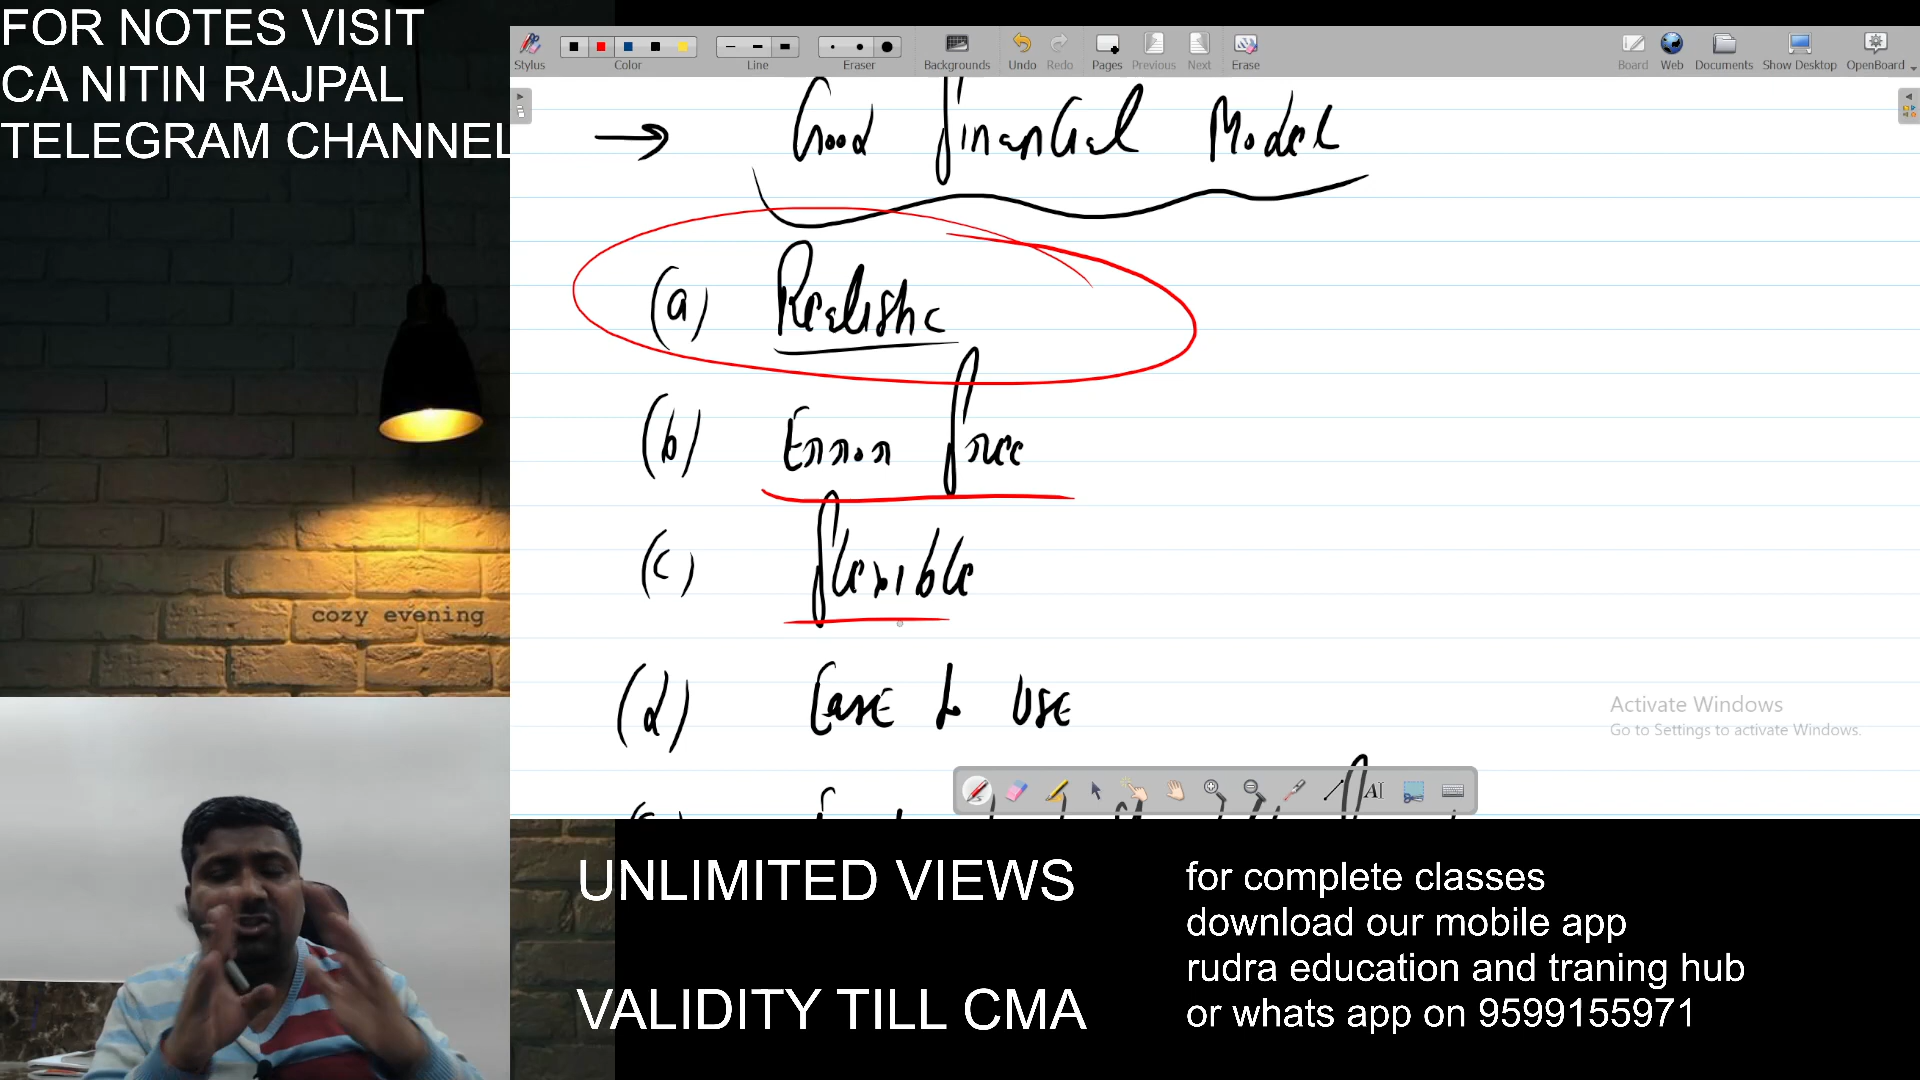 FOR NOTES VISIT
CA NITIN RAJPAL
TELEGRAM CHANNEL
Stylus
Color
Line
Eraser
Backgrounds
Undo
Redo
Pages
Previous
Next
Erase
Board
Web
Documents
Show Desktop
OpenBoard
→ Good Financial Model
(a) Realistic
(b) Error free
(c) flexible
(d) Ease to USE
cozy evening
Activate Windows
Go to Settings to activate Windows.
UNLIMITED VIEWS
VALIDITY TILL CMA
for complete classes
download our mobile app
rudra education and traning hub
or whats app on 9599155971